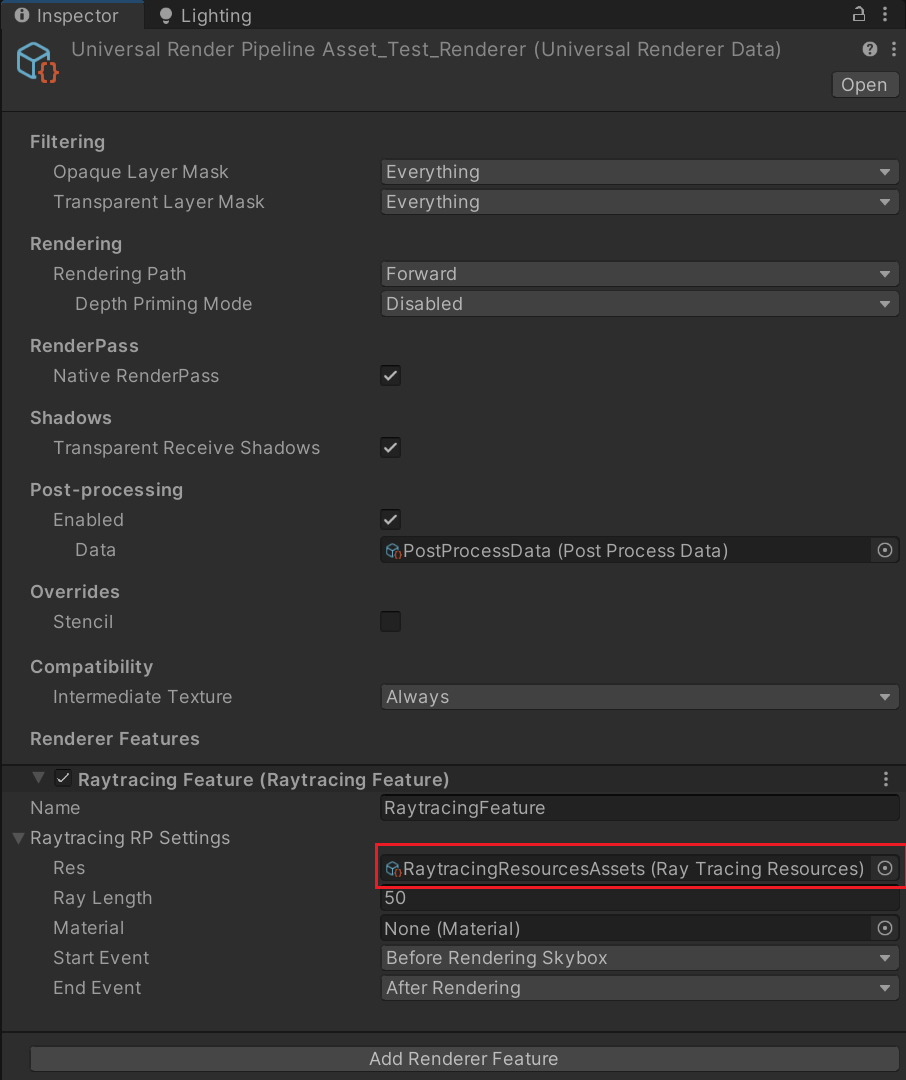 Inspector Lighting
Universal Render Pipeline Asset_Test_Renderer (Universal Renderer Data)
Open
Filtering
Opaque Layer Mask Everything
Transparent Layer Mask Everything
Rendering
Rendering Path Forward
Depth Priming Mode Disabled
RenderPass
Native RenderPass
Shadows
Transparent Receive Shadows
Post-processing
Enabled
Data PostProcessData (Post Process Data)
Overrides
Stencil
Compatibility
Intermediate Texture Always
Renderer Features
Raytracing Feature (Raytracing Feature)
Name RaytracingFeature
Raytracing RP Settings
Res RaytracingResourcesAssets (Ray Tracing Resources)
Ray Length 50
Material None (Material)
Start Event Before Rendering Skybox
End Event After Rendering
Add Renderer Feature